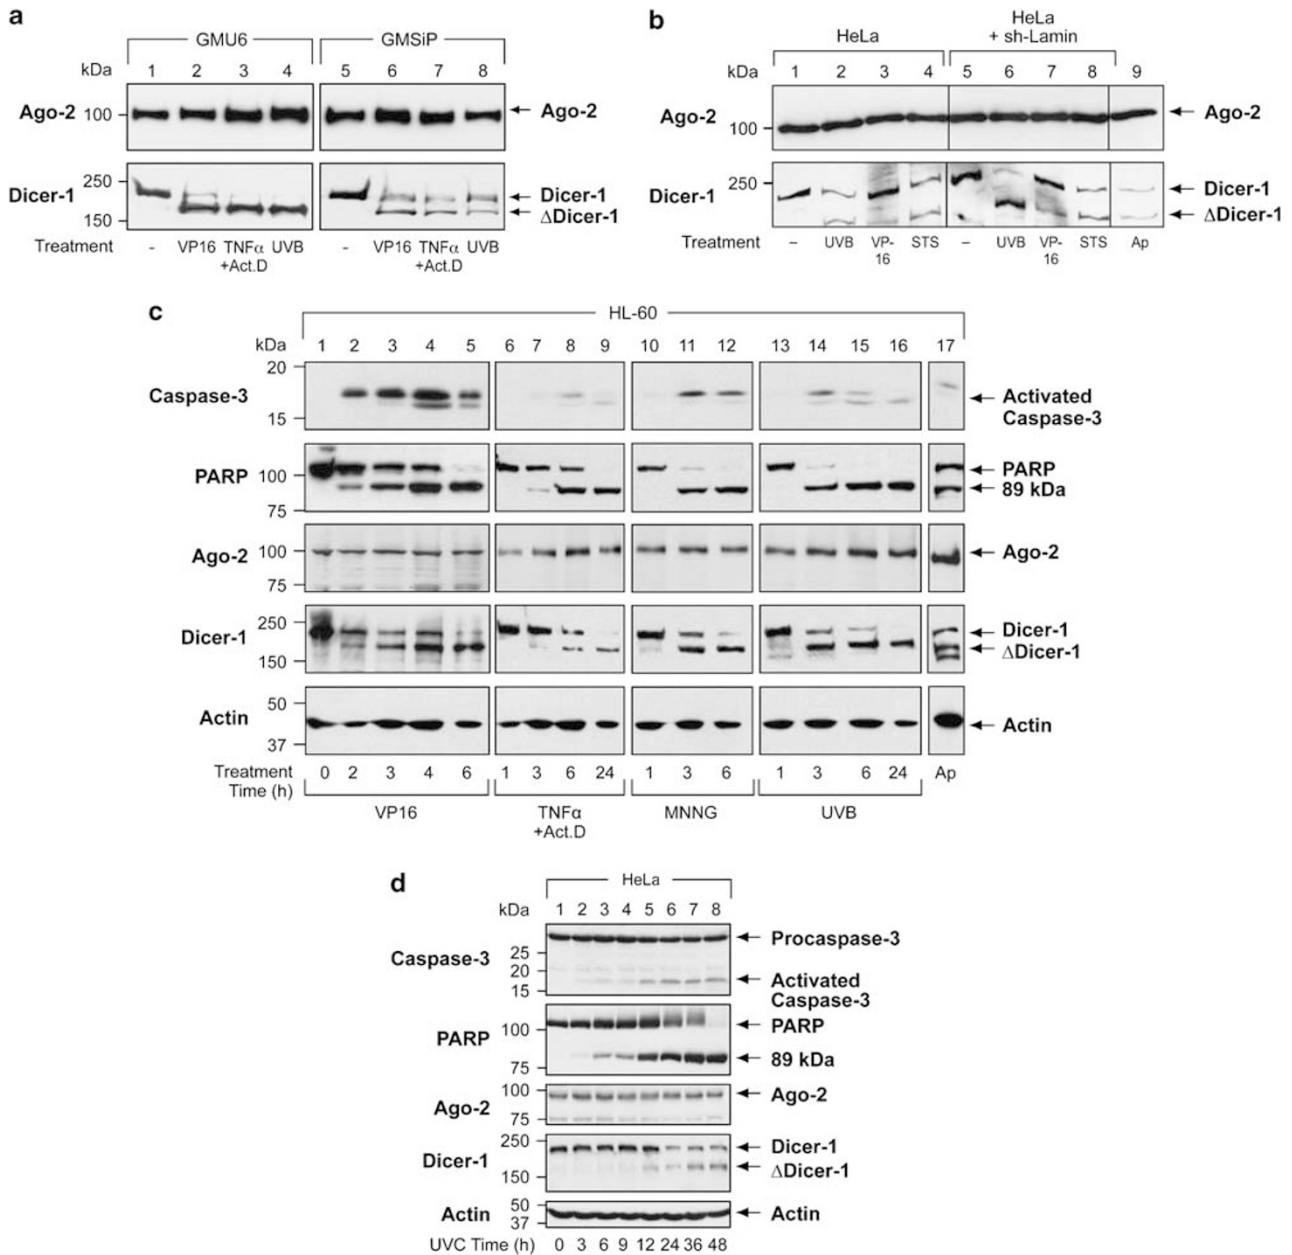 a
GMU6 GMSiP
kDa 1 2 3 4 5 6 7 8
Ago-2 100 Ago-2
250
Dicer-1 Dicer-1
150 ΔDicer-1
Treatment - VP16 TNFα UVB - VP16 TNFα UVB
+Act.D +Act.D
b
HeLa
HeLa + sh-Lamin
kDa 1 2 3 4 5 6 7 8 9
Ago-2 Ago-2
100
250
Dicer-1 Dicer-1
ΔDicer-1
Treatment – UVB VP- STS – UVB VP- STS Ap
16 16
c
HL-60
kDa 1 2 3 4 5 6 7 8 9 10 11 12 13 14 15 16 17
20
Caspase-3 Activated
15 Caspase-3
PARP 100 PARP
89 kDa
75
Ago-2 100 Ago-2
75
250
Dicer-1 Dicer-1
150 ΔDicer-1
50
Actin Actin
37
Treatment 0 2 3 4 6 1 3 6 24 1 3 6 1 3 6 24 Ap
Time (h)
VP16 TNFα MNNG UVB
+Act.D
d
HeLa
kDa 1 2 3 4 5 6 7 8
Procaspase-3
Caspase-3 25
20
15 Activated
Caspase-3
100 PARP
PARP
75 89 kDa
100 Ago-2
Ago-2
75
250 Dicer-1
Dicer-1
150 ΔDicer-1
50
Actin Actin
37
UVC Time (h) 0 3 6 9 12 24 36 48